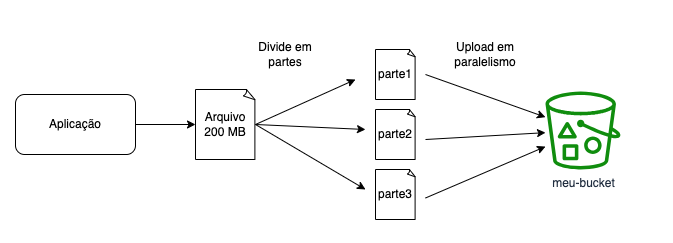 Divide em
partes
Upload em
paralelismo
Aplicação
Arquivo
200 MB
parte1
parte2
parte3
meu-bucket